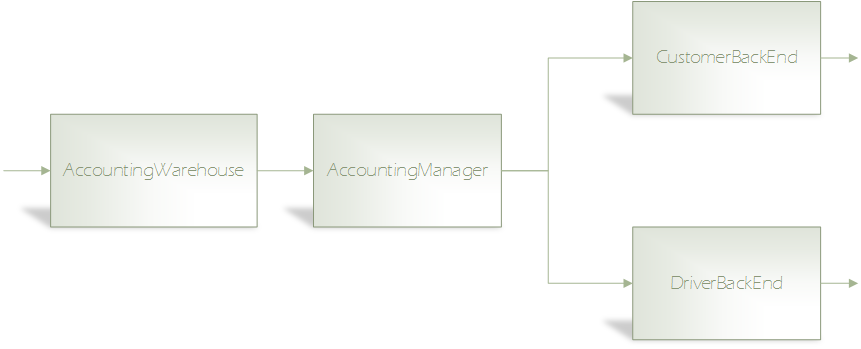 CustomerBackEnd
AccountingWarehouse
AccountingManager
DriverBackEnd